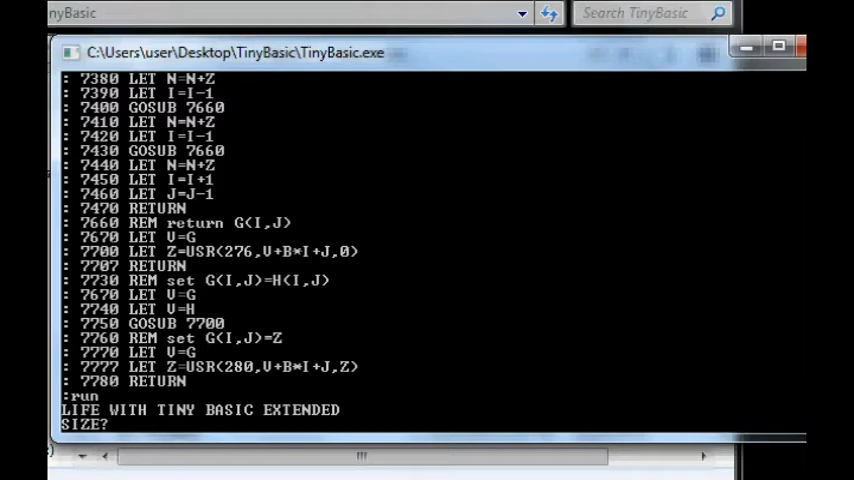 nyBasic
Search TinyBasic
C:\Users\user\Desktop\TinyBasic\TinyBasic.exe
: 7380 LET N=N+Z
: 7390 LET I=I-1
: 7400 GOSUB 7660
: 7410 LET N=N+Z
: 7420 LET I=I-1
: 7430 GOSUB 7660
: 7440 LET N=N+Z
: 7450 LET I=I+1
: 7460 LET J=J-1
: 7470 RETURN
: 7660 REM return G(I,J)
: 7670 LET V=G
: 7700 LET Z=USR(276,V+B*I+J,0)
: 7707 RETURN
: 7730 REM set G(I,J)=H(I,J)
: 7670 LET V=G
: 7740 LET V=H
: 7750 GOSUB 7700
: 7760 REM set G(I,J)=Z
: 7770 LET V=G
: 7777 LET Z=USR(280,V+B*I+J,Z)
: 7780 RETURN
:run
LIFE WITH TINY BASIC EXTENDED
SIZE?